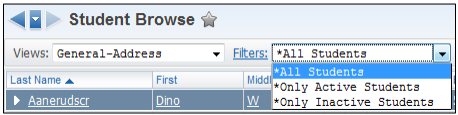 Student Browse
Views: General-Address Filters: *All Students
Last Name First Middl *All Students
*Only Active Students
Aanerudscr Dino W *Only Inactive Students